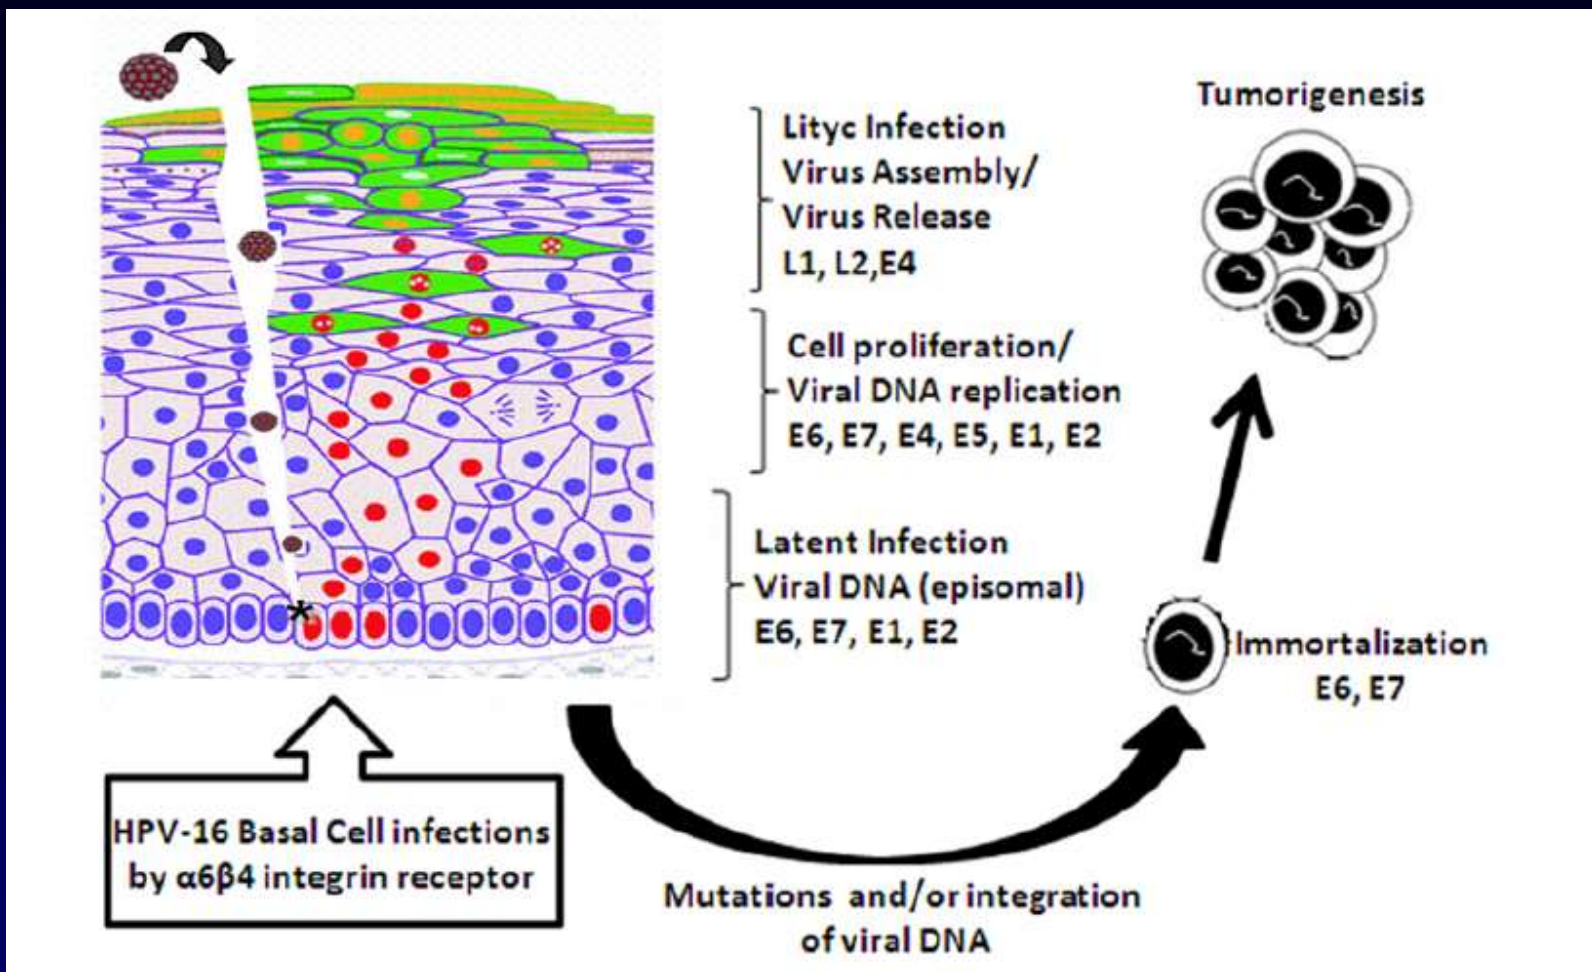 Tumorigenesis
Lityc Infection
Virus Assembly/
Virus Release
L1, L2,E4
Cell proliferation/
Viral DNA replication
E6, E7, E4, E5, E1, E2
Latent Infection
Viral DNA (episomal)
E6, E7, E1, E2
*
Immortalization
E6, E7
HPV-16 Basal Cell infections
by α6β4 integrin receptor
Mutations and/or integration
of viral DNA